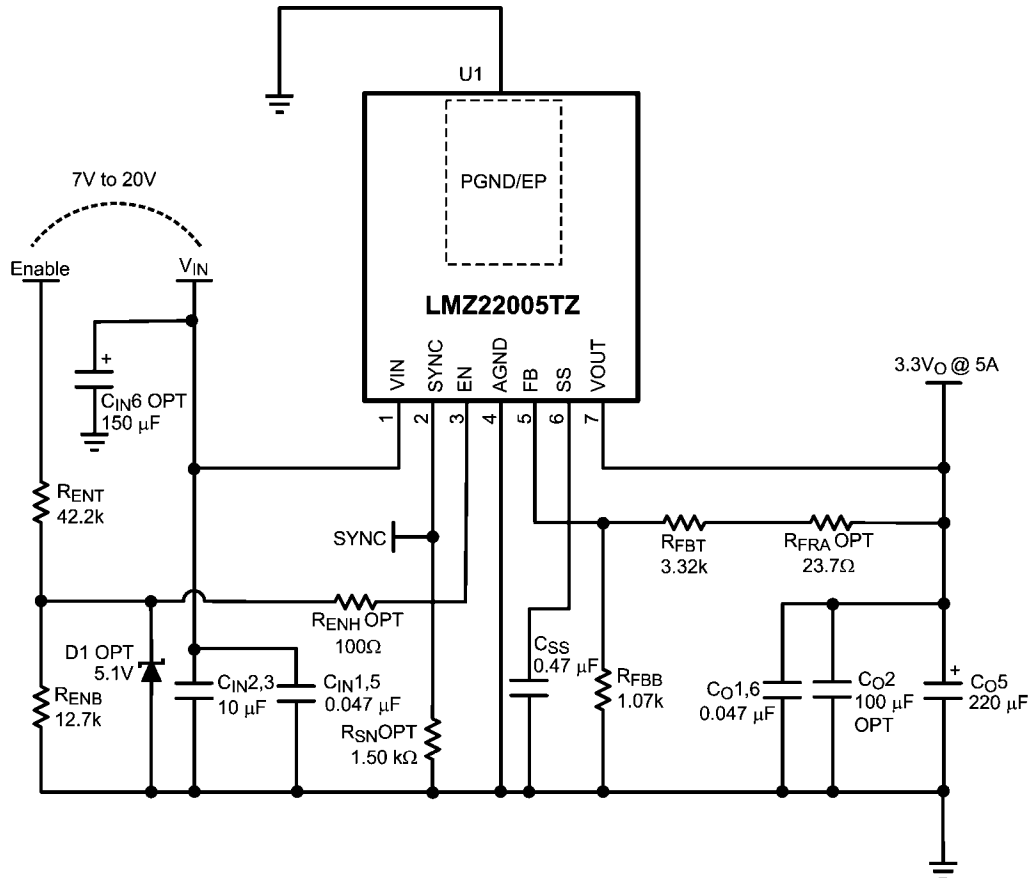 U1
PGND/EP
7V to 20V
Enable
VIN
LMZ22005TZ
VIN
SYNC
EN
AGND
FB
SS
VOUT
1
2
3
4
5
6
7
3.3VO @ 5A
+
CIN6 OPT
150 µF
RENT
42.2k
SYNC
RFBT
3.32k
RFRA OPT
23.7Ω
RENH OPT
100Ω
D1 OPT
5.1V
RENB
12.7k
CIN2,3
10 µF
CIN1,5
0.047 µF
RSNOPT
1.50 kΩ
CSS
0.47 µF
RFBB
1.07k
CO1,6
0.047 µF
CO2
100 µF
OPT
+
CO5
220 µF